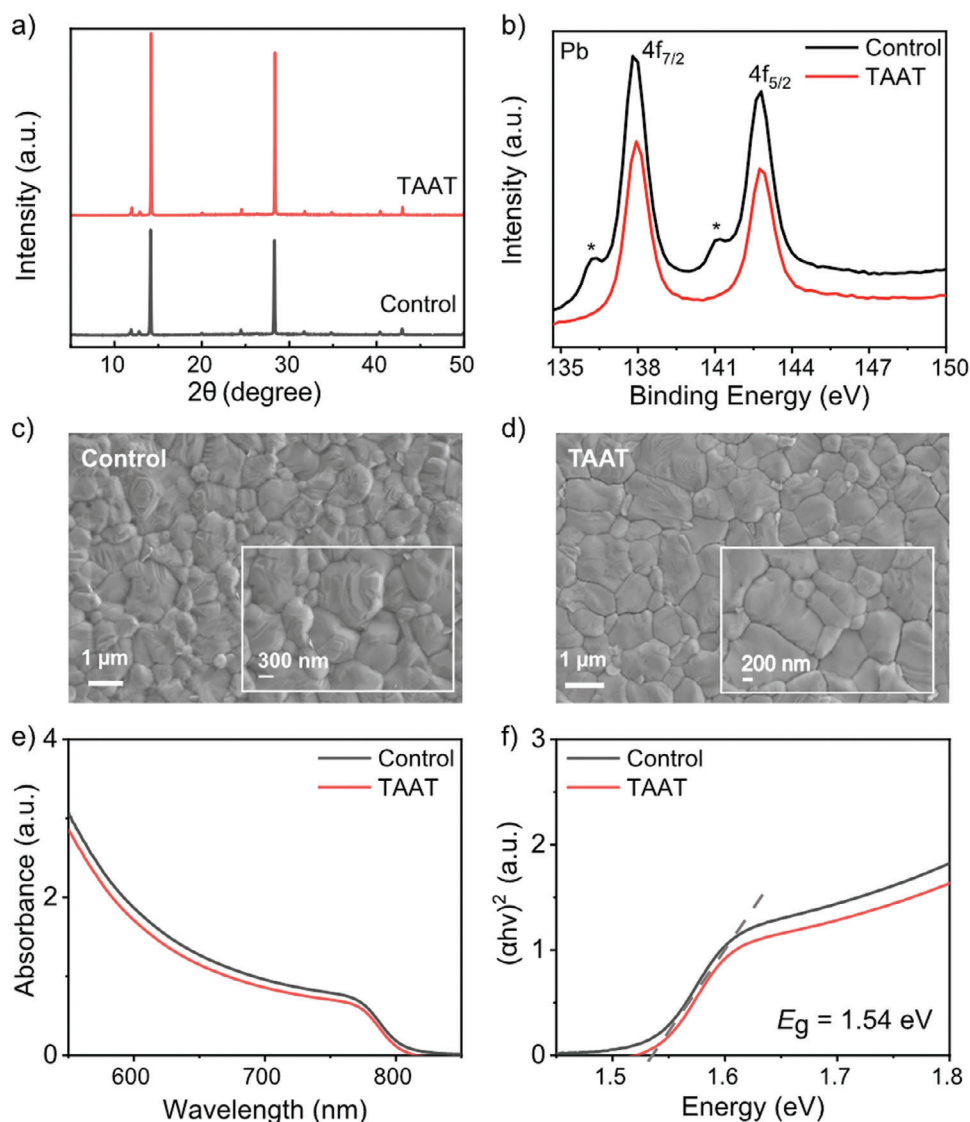 a)
TAAT
Control
Intensity (a.u.)
10 20 30 40 50
2θ (degree)
b)
Pb
4f7/2
4f5/2
Control
TAAT
*
*
Intensity (a.u.)
135 138 141 144 147 150
Binding Energy (eV)
c)
Control
1 μm
300 nm
d)
TAAT
1 μm
200 nm
e)
Control
TAAT
Absorbance (a.u.)
4
2
0
600 700 800
Wavelength (nm)
f)
Control
TAAT
(αhv)²  (a.u.)
3
2
1
0
Eg = 1.54 eV
1.5 1.6 1.7 1.8
Energy (eV)